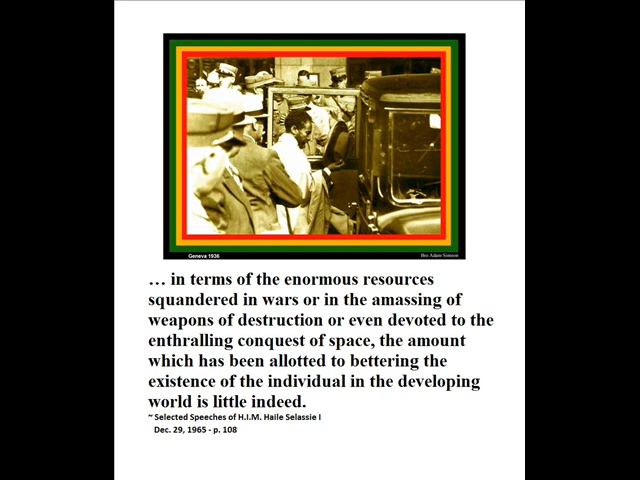 Geneva 1936
Bro Adam Simson
… in terms of the enormous resources
squandered in wars or in the amassing of
weapons of destruction or even devoted to the
enthralling conquest of space, the amount
which has been allotted to bettering the
existence of the individual in the developing
world is little indeed.
~ Selected Speeches of H.I.M. Haile Selassie I
Dec. 29, 1965 - p. 108